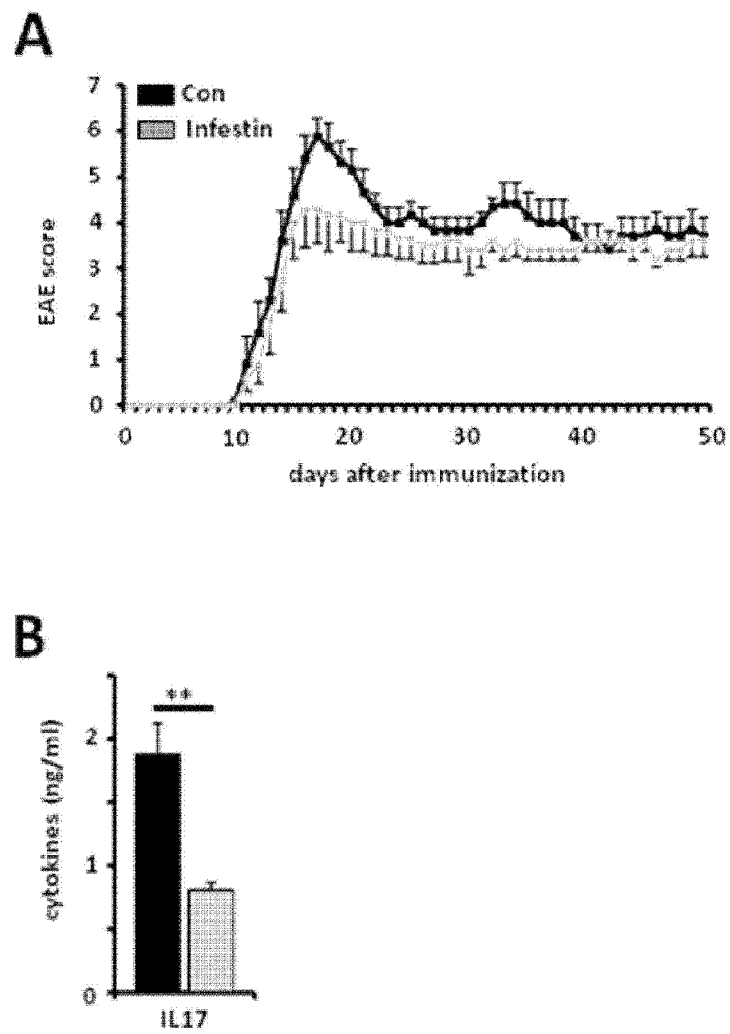 A
7
Con
6
Infestin
5
4
3
2
1
0
EAE score
0 10 20 30 40 50
days after immunization
B
**
2
1
0
cytokines (ng/ml)
IL17